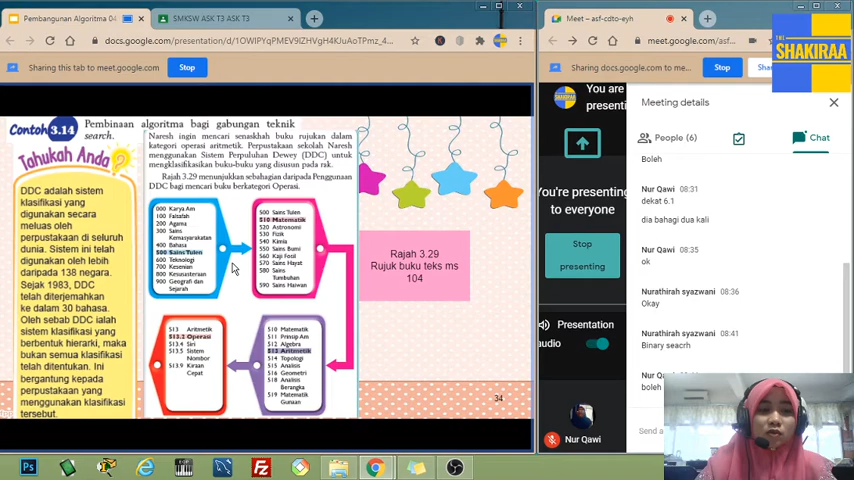 Pembangunan Algoritma 04
SMKSW ASK T3 ASK T3
Meet – asf-cdto-eyh
docs.google.com/presentation/d/1OWIPYqPMEV9lZHVgH4KJuAoTPmz_4
meet.google.com/asf
Sharing this tab to meet.google.com
Stop
Sharing docs.google.com to me...
Stop
THE
SHAKIRAA
Contoh 3.14
Pembinaan algoritma bagi gabungan teknik
search.
Tahukah Anda ?
DDC adalah sistem
klasifikasi yang
digunakan secara
meluas oleh
perpustakaan di seluruh
dunia. Sistem ini telah
digunakan oleh lebih
daripada 138 negara.
Sejak 1983, DDC
telah diterjemahkan
ke dalam 30 bahasa.
Oleh sebab DDC ialah
sistem klasifikasi yang
berbentuk hierarki, maka
bukan semua klasifikasi
telah ditentukan. Ini
bergantung kepada
perpustakaan yang
menggunakan klasifikasi
tersebut.
Naresh ingin mencari senaskhah buku rujukan dalam
kategori operasi aritmetik. Perpustakaan sekolah Naresh
menggunakan Sistem Perpuluhan Dewey (DDC) untuk
mengklasifikasikan buku-buku yang disusun pada rak.
Rajah 3.29 menunjukkan sebahagian daripada Penggunaan
DDC bagi mencari buku berkategori Operasi.
000 Karya Am
100 Falsafah
200 Agama
300 Sains
Kemasyarakatan
400 Bahasa
500 Sains Tulen
600 Teknologi
700 Kesenian
800 Kesusasteraan
900 Geografi dan
Sejarah
500 Sains Tulen
510 Matematik
520 Astronomi
530 Fizik
540 Kimia
550 Sains Bumi
560 Kaji Fosil
570 Sains Hayat
580 Sains
Tumbuhan
590 Sains Haiwan
513 Aritmetik
513.2 Operasi
513.4 Siri
513.5 Sistem
Nombor
513.9 Kiraan
Cepat
510 Matematik
511 Prinsip Am
512 Algebra
513 Aritmetik
514 Topologi
515 Analisis
516 Geometri
518 Analisis
Berangka
519 Matematik
Gunaan
Rajah 3.29
Rujuk buku teks ms
104
34
You are
presenti
You're presenting
to everyone
Stop
presenting
Presentation
audio
Nur Qawi
Meeting details
People (6)
Chat
Boleh
Nur Qawi 08:31
dekat 6.1
dia bahagi dua kali
Nur Qawi 08:35
ok
Nurathirah syazwani 08:36
Okay
Nurathirah syazwani 08:41
Binary seacrh
Nur Qawi
boleh
Send a
Ps
Fz